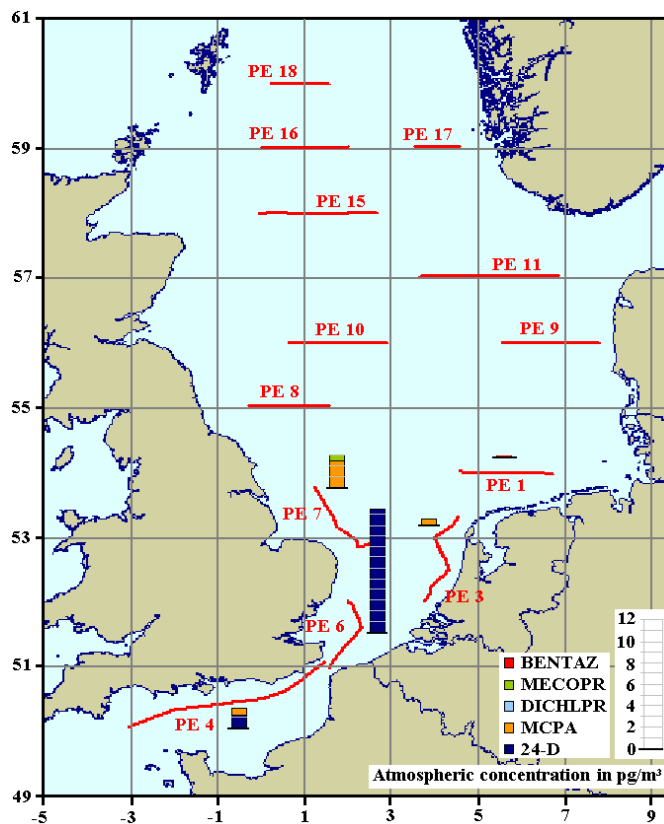 61
PE 18
PE 16
PE 17
59
PE 15
57
PE 11
PE 10
PE 9
PE 8
55
PE 1
PE 7
53
PE 3
PE 6
12
10
51
BENTAZ 8
MECOPR 6
DICHLPR 4
PE 4
MCPA 2
24-D 0
Atmospheric concentration in pg/m³
49
-5 -3 -1 1 3 5 7 9